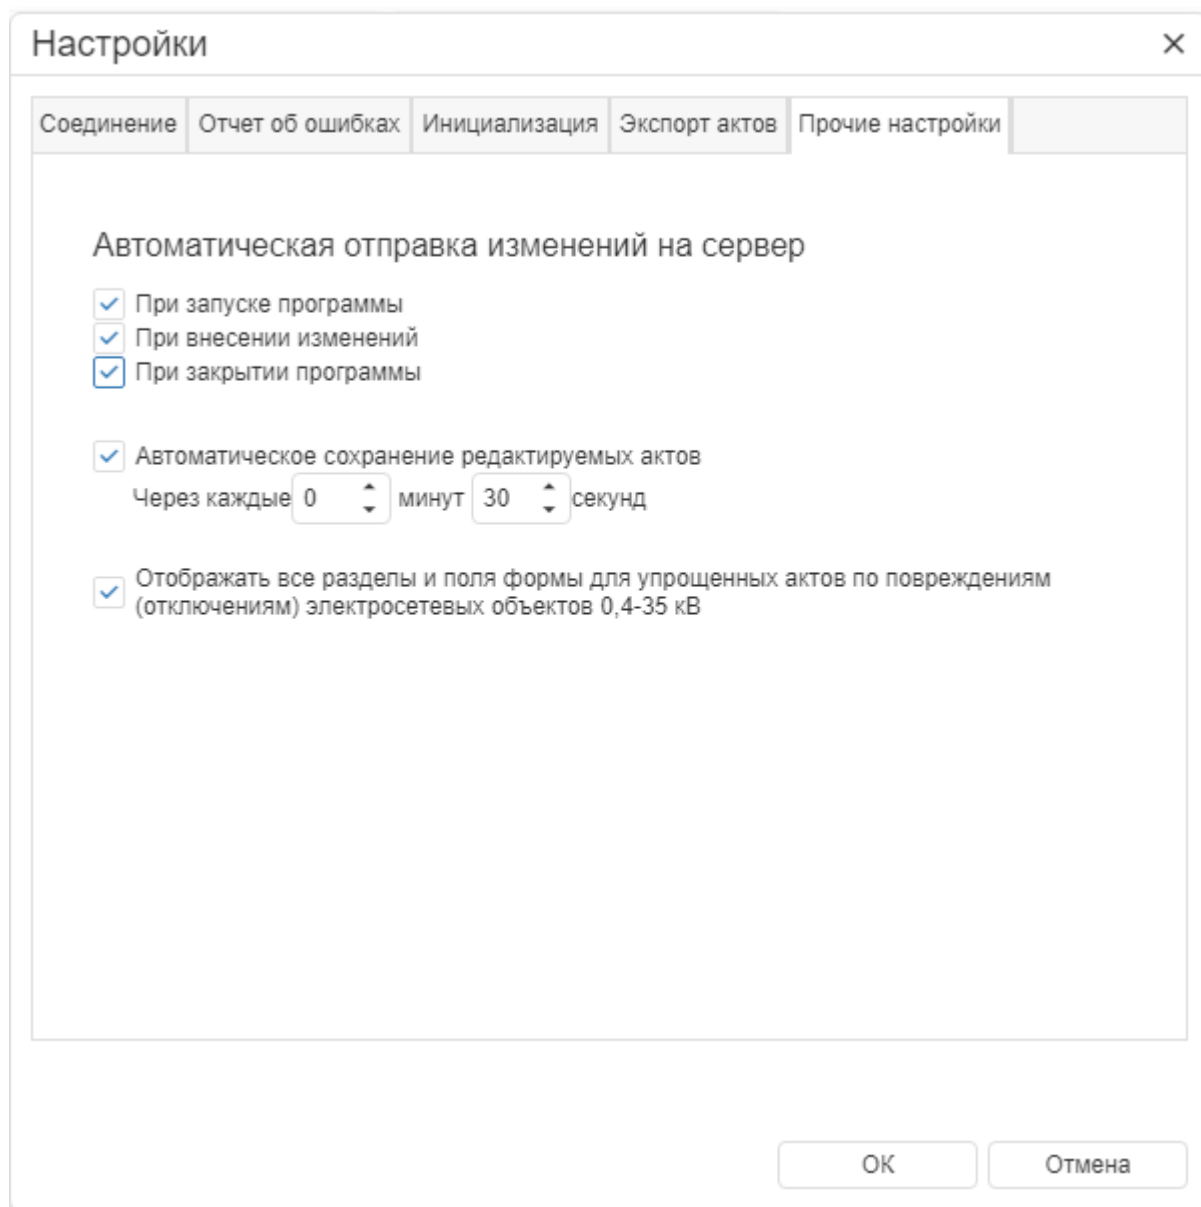 Настройки
Соединение Отчет об ошибках Инициализация Экспорт актов Прочие настройки
Автоматическая отправка изменений на сервер
При запуске программы
При внесении изменений
При закрытии программы
Автоматическое сохранение редактируемых актов
Через каждые 0 минут 30 секунд
Отображать все разделы и поля формы для упрощенных актов по повреждениям
(отключениям) электросетевых объектов 0,4-35 кВ
ОК Отмена